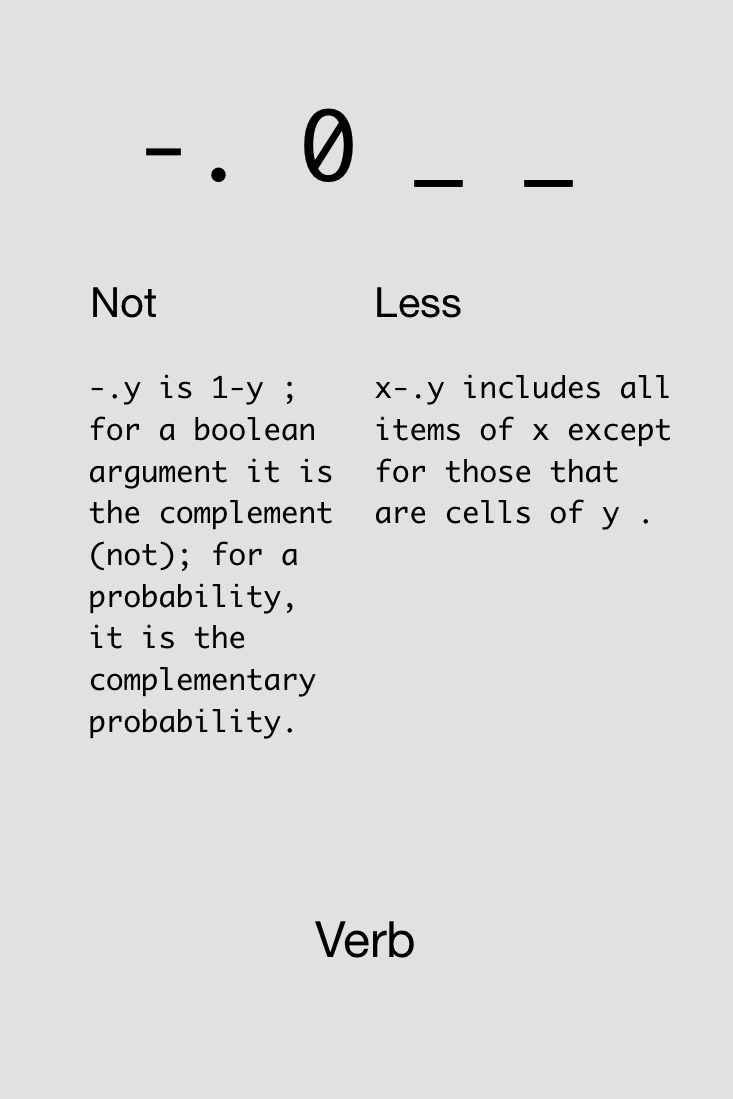 -. 0 _ _
Not
-.y is 1-y ;
for a boolean
argument it is
the complement
(not); for a
probability,
it is the
complementary
probability.
Less
x-.y includes all
items of x except
for those that
are cells of y .
Verb